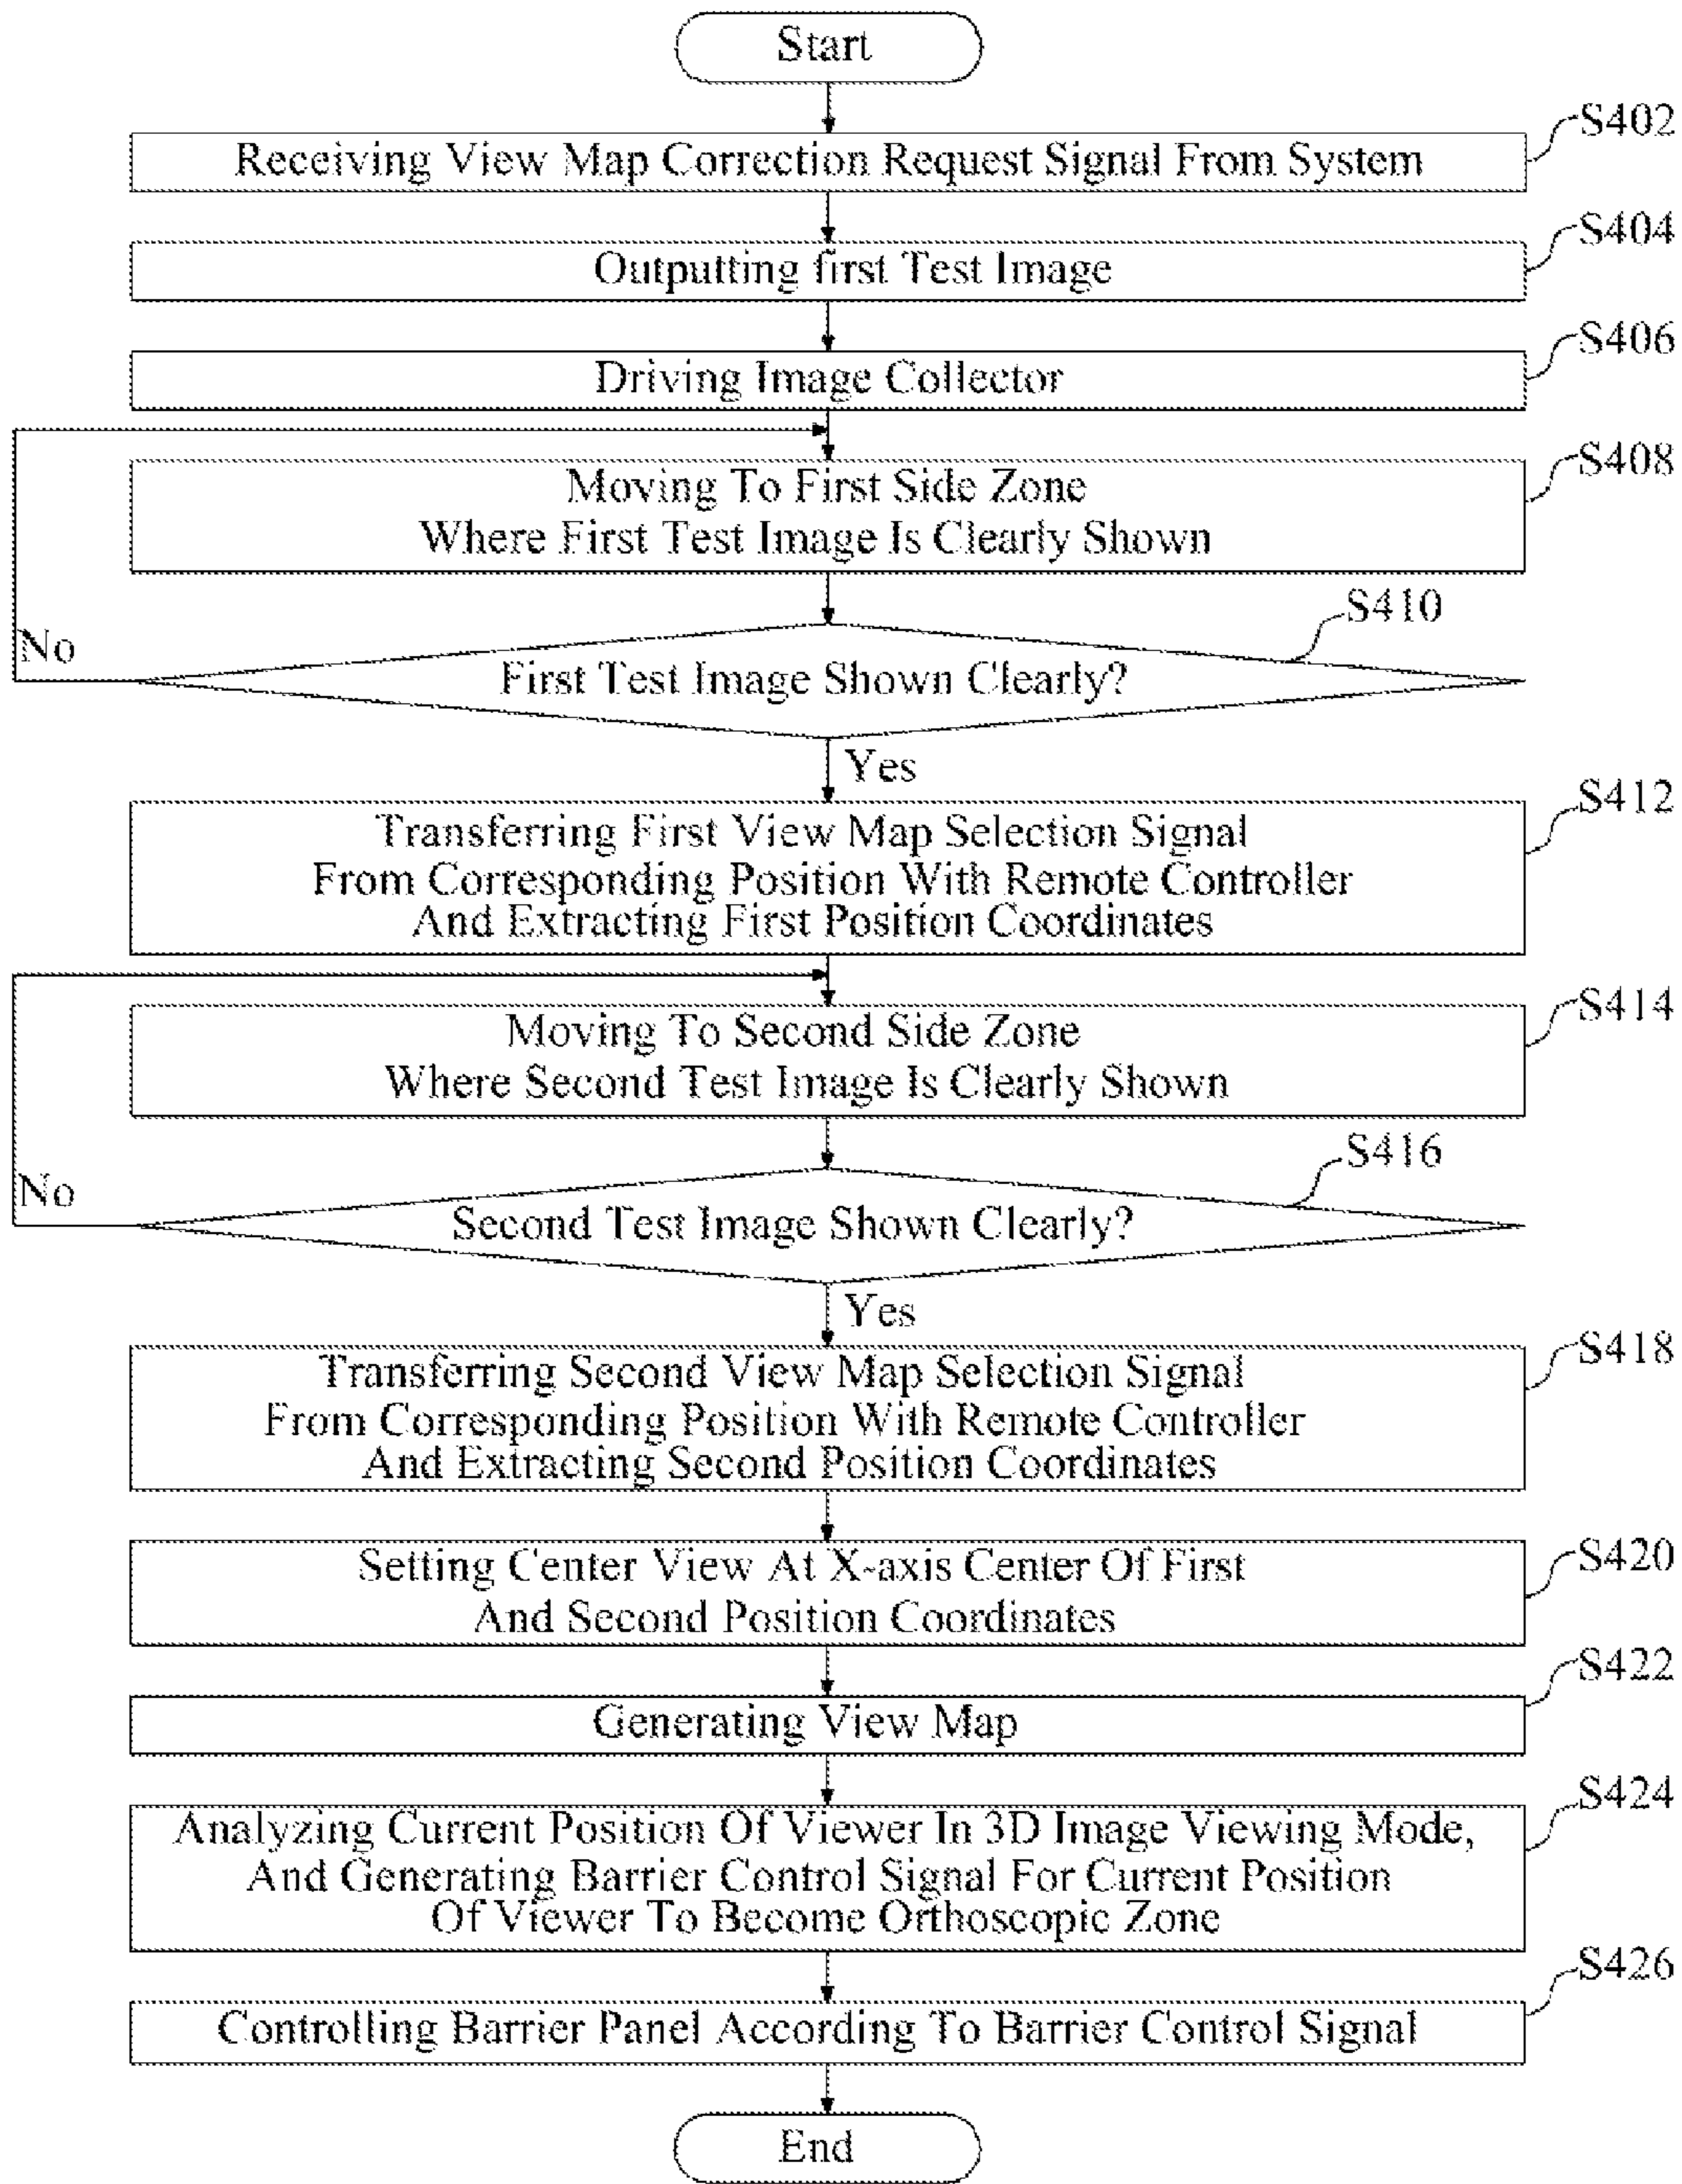 Start
S402
Receiving View Map Correction Request Signal From System
S404
Outputting first Test Image
S406
Driving Image Collector
S408
Moving To First Side Zone
Where First Test Image Is Clearly Shown
S410
No
First Test Image Shown Clearly?
Yes
S412
Transferring First View Map Selection Signal
From Corresponding Position With Remote Controller
And Extracting First Position Coordinates
S414
Moving To Second Side Zone
Where Second Test Image Is Clearly Shown
S416
No
Second Test Image Shown Clearly?
Yes
S418
Transferring Second View Map Selection Signal
From Corresponding Position With Remote Controller
And Extracting Second Position Coordinates
S420
Setting Center View At X-axis Center Of First
And Second Position Coordinates
S422
Generating View Map
S424
Analyzing Current Position Of Viewer In 3D Image Viewing Mode,
And Generating Barrier Control Signal For Current Position
Of Viewer To Become Orthoscopic Zone
S426
Controlling Barrier Panel According To Barrier Control Signal
End